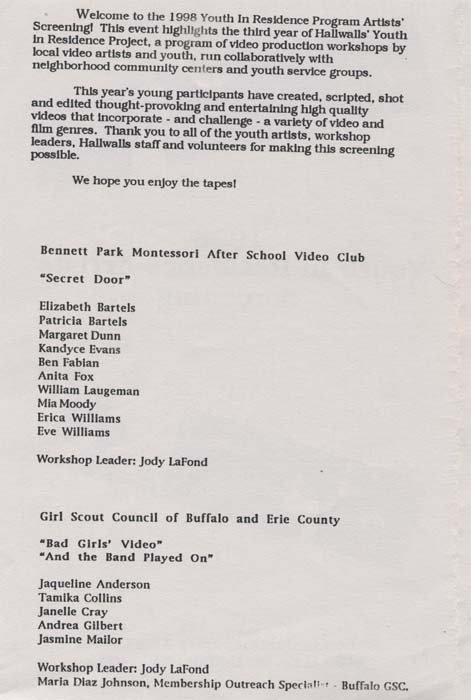 Welcome to the 1998 Youth In Residence Program Artists'
Screening! This event highlights the third year of Hallwalls' Youth
in Residence Project, a program of video production workshops by
local video artists and youth, run collaboratively with
neighborhood community centers and youth service groups.
This year's young participants have created, scripted, shot
and edited thought-provoking and entertaining high quality
videos that incorporate - and challenge - a variety of video and
film genres. Thank you to all of the youth artists, workshop
leaders, Hallwalls staff and volunteers for making this screening
possible.
We hope you enjoy the tapes!
Bennett Park Montessori After School Video Club
"Secret Door"
Elizabeth Bartels
Patricia Bartels
Margaret Dunn
Kandyce Evans
Ben Fabian
Anita Fox
William Laugeman
Mia Moody
Erica Williams
Eve Williams
Workshop Leader: Jody LaFond
Girl Scout Council of Buffalo and Erie County
"Bad Girls' Video"
"And the Band Played On"
Jaqueline Anderson
Tamika Collins
Janelle Cray
Andrea Gilbert
Jasmine Mailor
Workshop Leader: Jody LaFond
Maria Diaz Johnson, Membership Outreach Specialist - Buffalo GSC.